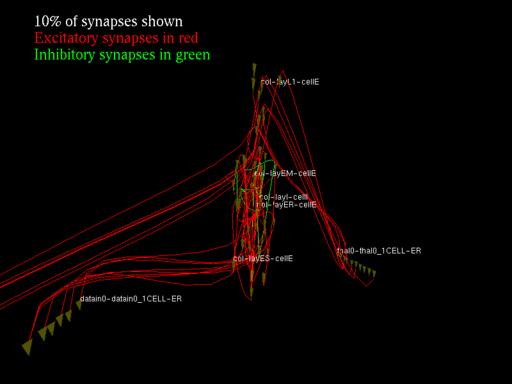 10% of synapses shown
Excitatory synapses in red
Inhibitory synapses in green
col-layL1-cellE
col-layEM-cellE
col-layI-cellI
col-layER-cellE
thal0-thal0_1CELL-ER
col-layES-cellE
datain0-datain0_1CELL-ER